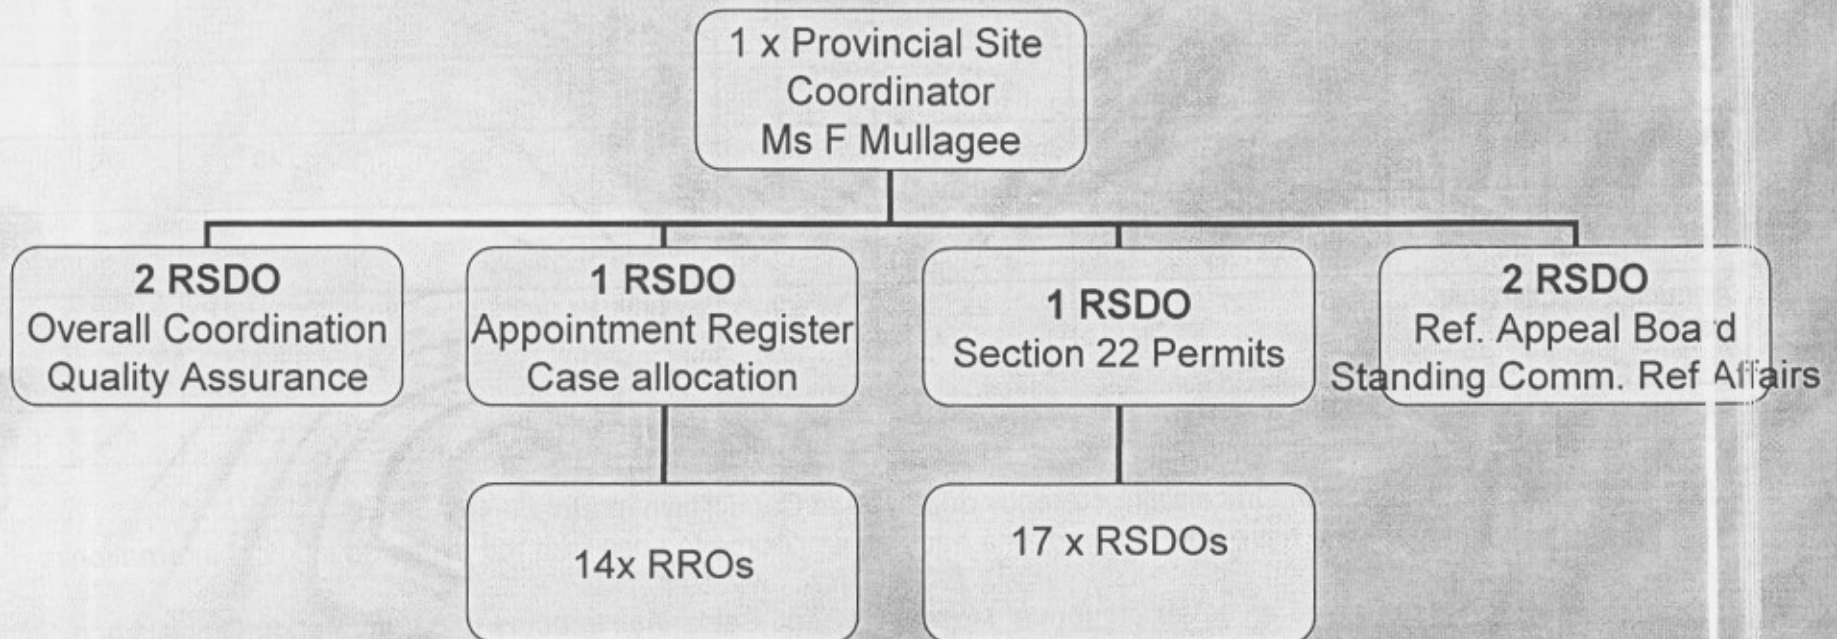 1 x Provincial Site
Coordinator
Ms F Mullagee
2 RSDO
Overall Coordination
Quality Assurance
1 RSDO
Appointment Register
Case allocation
1 RSDO
Section 22 Permits
2 RSDO
Ref. Appeal Board
Standing Comm. Ref Affairs
14x RROs
17 x RSDOs